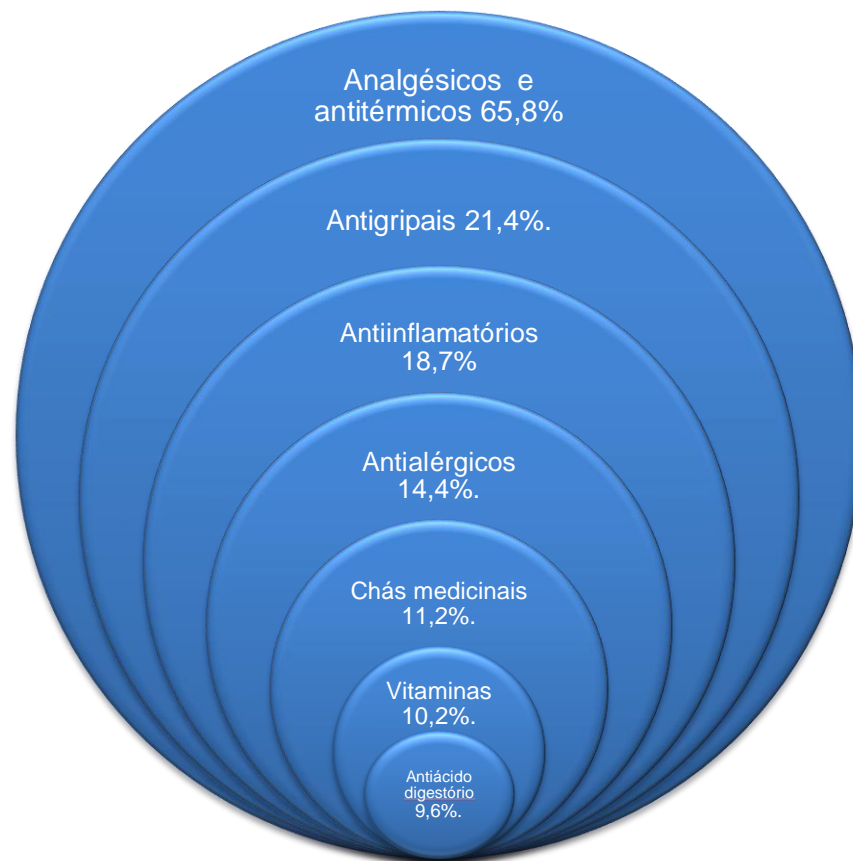 Analgésicos e
antitérmicos 65,8%
Antigripais 21,4%.
Antiinflamatórios
18,7%
Antialérgicos
14,4%.
Chás medicinais
11,2%.
Vitaminas
10,2%.
Antiácido
digestório
9,6%.